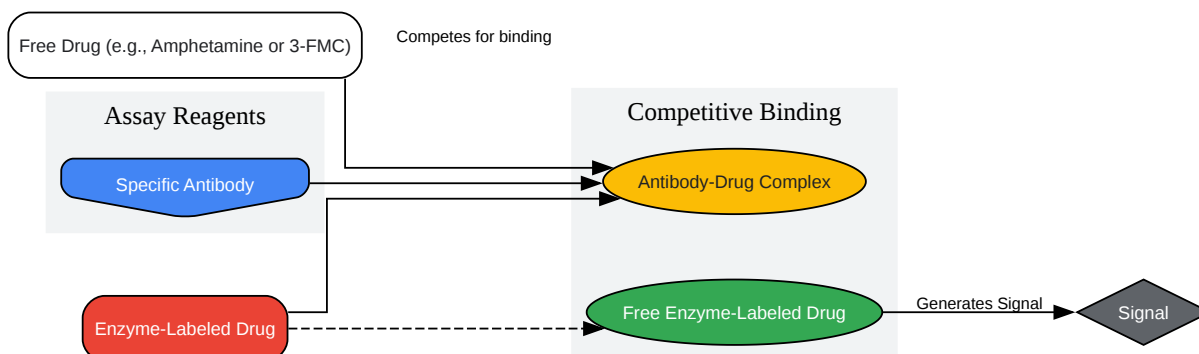 Free Drug (e.g., Amphetamine or 3-FMC)
Competes for binding
Assay Reagents
Competitive Binding
Specific Antibody
Antibody-Drug Complex
Enzyme-Labeled Drug
Free Enzyme-Labeled Drug
Generates Signal
Signal